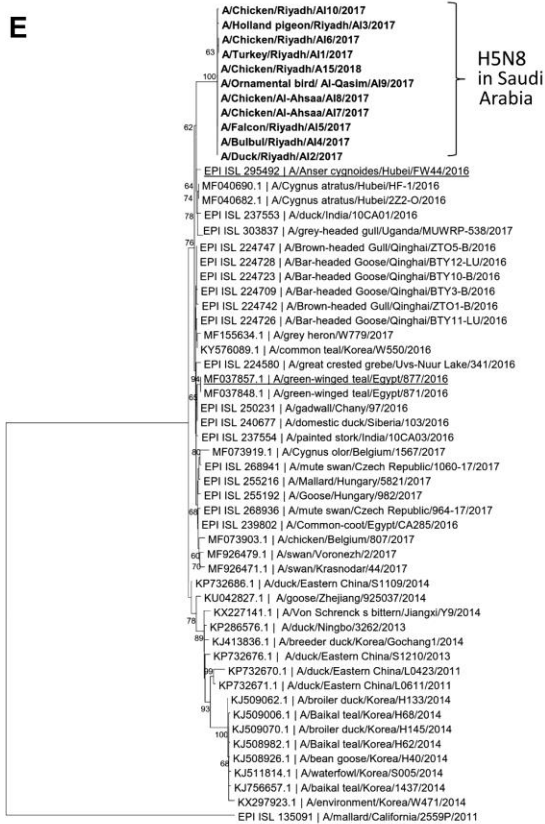 E
A/Chicken/Riyadh/AI10/2017
A/Holland pigeon/Riyadh/AI3/2017
A/Chicken/Riyadh/AI6/2017
A/Turkey/Riyadh/AI1/2017
A/Chicken/Riyadh/A15/2018
A/Ornamental bird/ Al-Qasim/AI9/2017
A/Chicken/Al-Ahsaa/AI8/2017
A/Chicken/Al-Ahsaa/AI7/2017
A/Falcon/Riyadh/AI5/2017
A/Bulbul/Riyadh/AI4/2017
A/Duck/Riyadh/AI2/2017
H5N8
in Saudi
Arabia
EPI ISL 295492 | A/Anser cygnoides/Hubei/FW44/2016
MF040690.1 | A/Cygnus atratus/Hubei/HF-1/2016
MF040682.1 | A/Cygnus atratus/Hubei/2Z2-O/2016
EPI ISL 237553 | A/duck/India/10CA01/2016
EPI ISL 303837 | A/grey-headed gull/Uganda/MUWRP-538/2017
EPI ISL 224747 | A/Brown-headed Gull/Qinghai/ZTO5-B/2016
EPI ISL 224728 | A/Bar-headed Goose/Qinghai/BTY12-LU/2016
EPI ISL 224723 | A/Bar-headed Goose/Qinghai/BTY10-B/2016
EPI ISL 224709 | A/Bar-headed Goose/Qinghai/BTY3-B/2016
EPI ISL 224742 | A/Brown-headed Gull/Qinghai/ZTO1-B/2016
EPI ISL 224726 | A/Bar-headed Goose/Qinghai/BTY11-LU/2016
MF155634.1 | A/grey heron/W779/2017
KY576089.1 | A/common teal/Korea/W550/2016
EPI ISL 224580 | A/great crested grebe/Uvs-Nuur Lake/341/2016
MF037857.1 | A/green-winged teal/Egypt/877/2016
MF037848.1 | A/green-winged teal/Egypt/871/2016
EPI ISL 250231 | A/gadwall/Chany/97/2016
EPI ISL 240677 | A/domestic duck/Siberia/103/2016
EPI ISL 237554 | A/painted stork/India/10CA03/2016
MF073919.1 | A/Cygnus olor/Belgium/1567/2017
EPI ISL 268941 | A/mute swan/Czech Republic/1060-17/2017
EPI ISL 255216 | A/Mallard/Hungary/5821/2017
EPI ISL 255192 | A/Goose/Hungary/982/2017
EPI ISL 268936 | A/mute swan/Czech Republic/964-17/2017
EPI ISL 239802 | A/Common-coot/Egypt/CA285/2016
MF073903.1 | A/chicken/Belgium/807/2017
MF926479.1 | A/swan/Voronezh/2/2017
MF926471.1 | A/swan/Krasnodar/44/2017
KP732686.1 | A/duck/Eastern China/S1109/2014
KU042827.1 | A/goose/Zhejiang/925037/2014
KX227141.1 | A/Von Schrenck s bittern/Jiangxi/Y9/2014
KP286576.1 | A/duck/Ningbo/3262/2013
KJ413836.1 | A/breeder duck/Korea/Gochang1/2014
KP732676.1 | A/duck/Eastern China/S1210/2013
KP732670.1 | A/duck/Eastern China/L0423/2011
KP732671.1 | A/duck/Eastern China/L0611/2011
KJ509062.1 | A/broiler duck/Korea/H133/2014
KJ509006.1 | A/Baikal teal/Korea/H68/2014
KJ509070.1 | A/broiler duck/Korea/H145/2014
KJ508982.1 | A/Baikal teal/Korea/H62/2014
KJ508926.1 | A/bean goose/Korea/H40/2014
KJ511814.1 | A/waterfowl/Korea/S005/2014
KJ756657.1 | A/baikal teal/Korea/1437/2014
KX297923.1 | A/environment/Korea/W471/2014
EPI ISL 135091 | A/mallard/California/2559P/2011
63
100
62
64
74
78
76
94
65
80
68
60
70
78
89
99
93
100
68